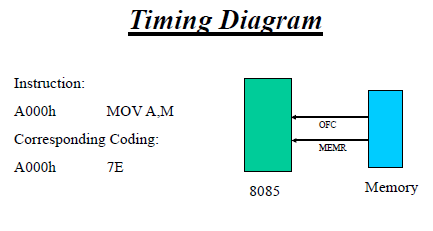 Timing Diagram
Instruction:
A000h MOV A,M
Corresponding Coding:
A000h 7E
OFC
MEMR
8085
Memory